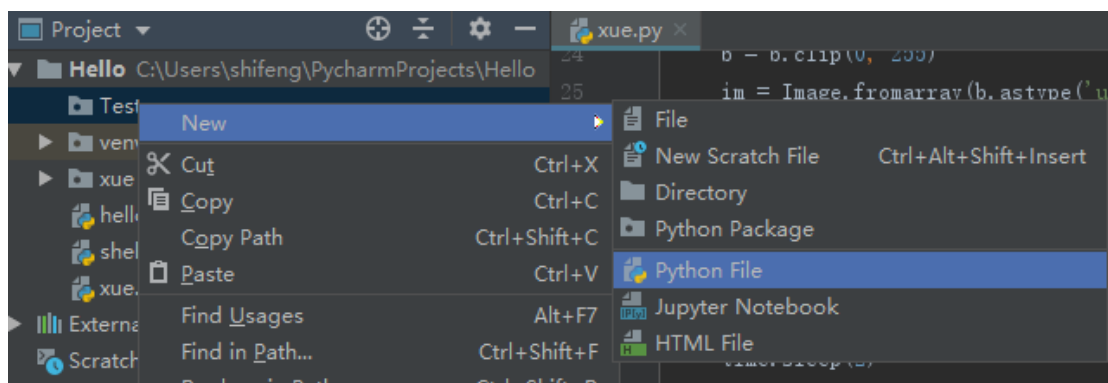 Project
xue.py
Hello C:\Users\shifeng\PycharmProjects\Hello
24 b = b.clip(0, 255)
25 im = Image.fromarray(b.astype('u
Test
New
File
New Scratch File Ctrl+Alt+Shift+Insert
Directory
Python Package
Python File
Jupyter Notebook
HTML File
Cut Ctrl+X
Copy Ctrl+C
Copy Path Ctrl+Shift+C
Paste Ctrl+V
Find Usages Alt+F7
Find in Path... Ctrl+Shift+F
xue
hell
shel
xue.
Externa
Scratch